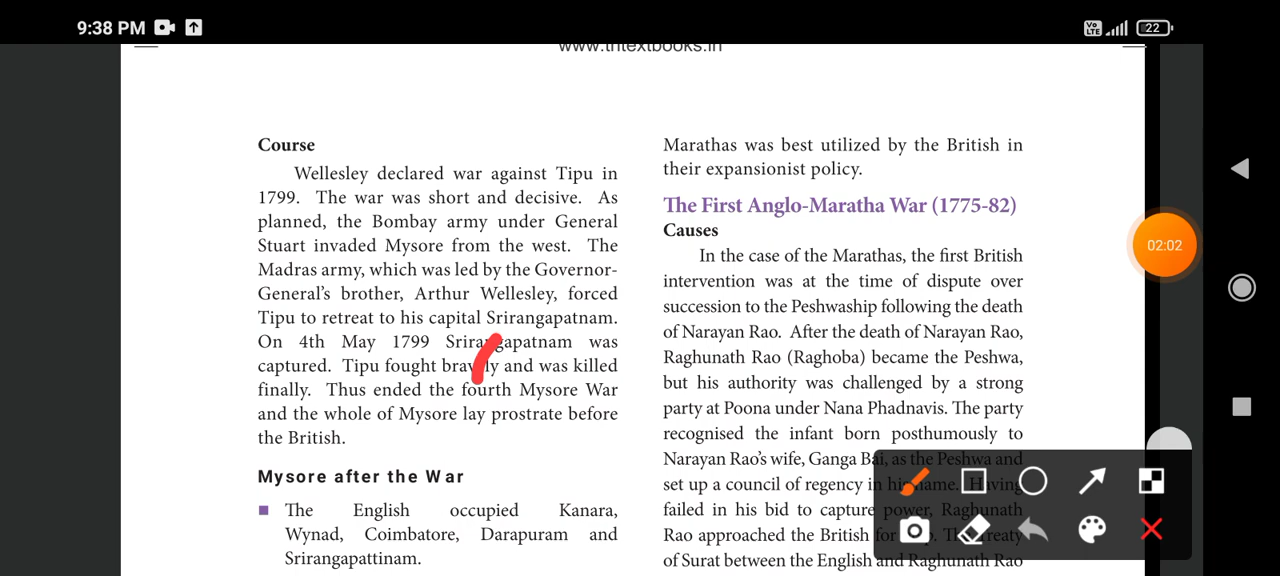 9:38 PM
Vo
LTE
22
www.tntextbooks.in
Course
Wellesley declared war against Tipu in
1799. The war was short and decisive. As
planned, the Bombay army under General
Stuart invaded Mysore from the west. The
Madras army, which was led by the Governor-
General's brother, Arthur Wellesley, forced
Tipu to retreat to his capital Srirangapatnam.
On 4th May 1799 Srirangapatnam was
captured. Tipu fought bravely and was killed
finally. Thus ended the fourth Mysore War
and the whole of Mysore lay prostrate before
the British.
Mysore after the War
■ The English occupied Kanara,
Wynad, Coimbatore, Darapuram and
Srirangapattinam.
Marathas was best utilized by the British in
their expansionist policy.
The First Anglo-Maratha War (1775-82)
Causes
In the case of the Marathas, the first British
intervention was at the time of dispute over
succession to the Peshwaship following the death
of Narayan Rao. After the death of Narayan Rao,
Raghunath Rao (Raghoba) became the Peshwa,
but his authority was challenged by a strong
party at Poona under Nana Phadnavis. The party
recognised the infant born posthumously to
Narayan Rao's wife, Ganga Bai, as the Peshwa and
set up a council of regency in his name. Having
failed in his bid to capture power, Raghunath
Rao approached the British for The Treaty
of Surat between the English and Raghunath Rao
02:02